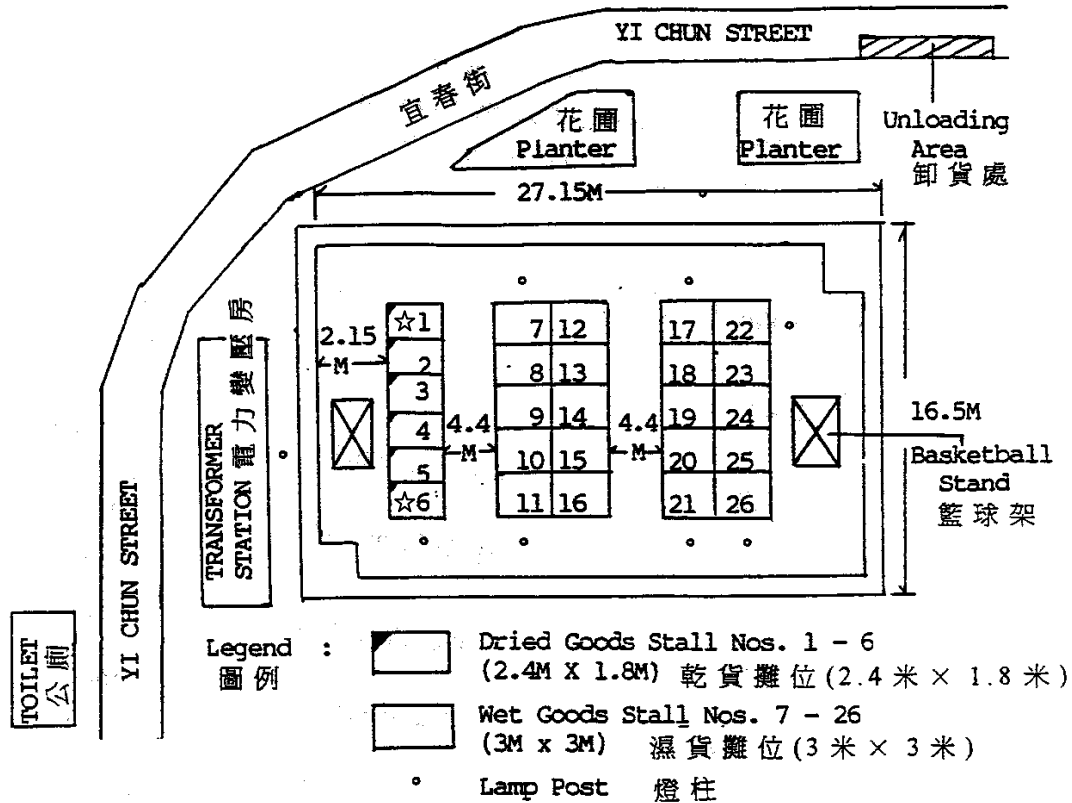 YI CHUN STREET
宜春街
花圃
Planter
花圃
Planter
Unloading
Area
卸貨處
27.15M
2.15
M
☆1
2
3
4
5
☆6
4.4
M
7 12
8 13
9 14
10 15
11 16
4.4
M
17 22
18 23
19 24
20 25
21 26
16.5M
Basketball
Stand
籃球架
TRANSFORMER
STATION 電力變壓房
YI CHUN STREET
TOILET
公廁
Legend :
圖例
Dried Goods Stall Nos. 1 - 6
(2.4M X 1.8M) 乾貨攤位(2.4 米 × 1.8 米)
Wet Goods Stall Nos. 7 - 26
(3M x 3M) 濕貨攤位(3 米 × 3 米)
Lamp Post 燈柱